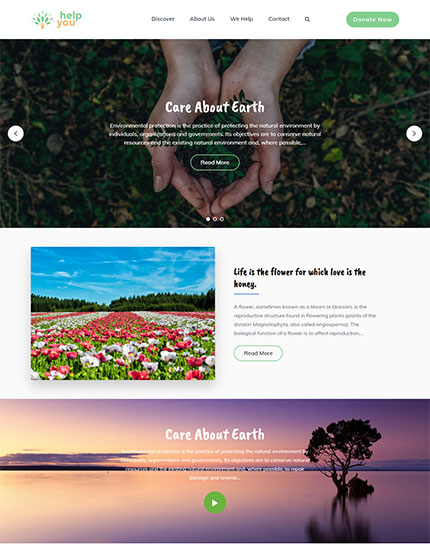 help
you
Discover About Us We Help Contact Donate Now
Care About Earth
Environmental protection is the practice of protecting the natural environment by
individuals, organizations and governments. Its objectives are to conserve natural
resources and the existing natural environment and, where possible,...
Read More
Life is the flower for which love is the
honey.
A flower, sometimes known as a bloom or blossom, is the
reproductive structure found in flowering plants (plants of the
division Magnoliophyta, also called angiosperms). The
biological function of a flower is to affect reproduction,...
Read More
Care About Earth
Environmental protection is the practice of protecting the natural environment by
individuals, organizations and governments. Its objectives are to conserve natural
resources and the existing natural environment and, where possible, to repair
damage and reverse...